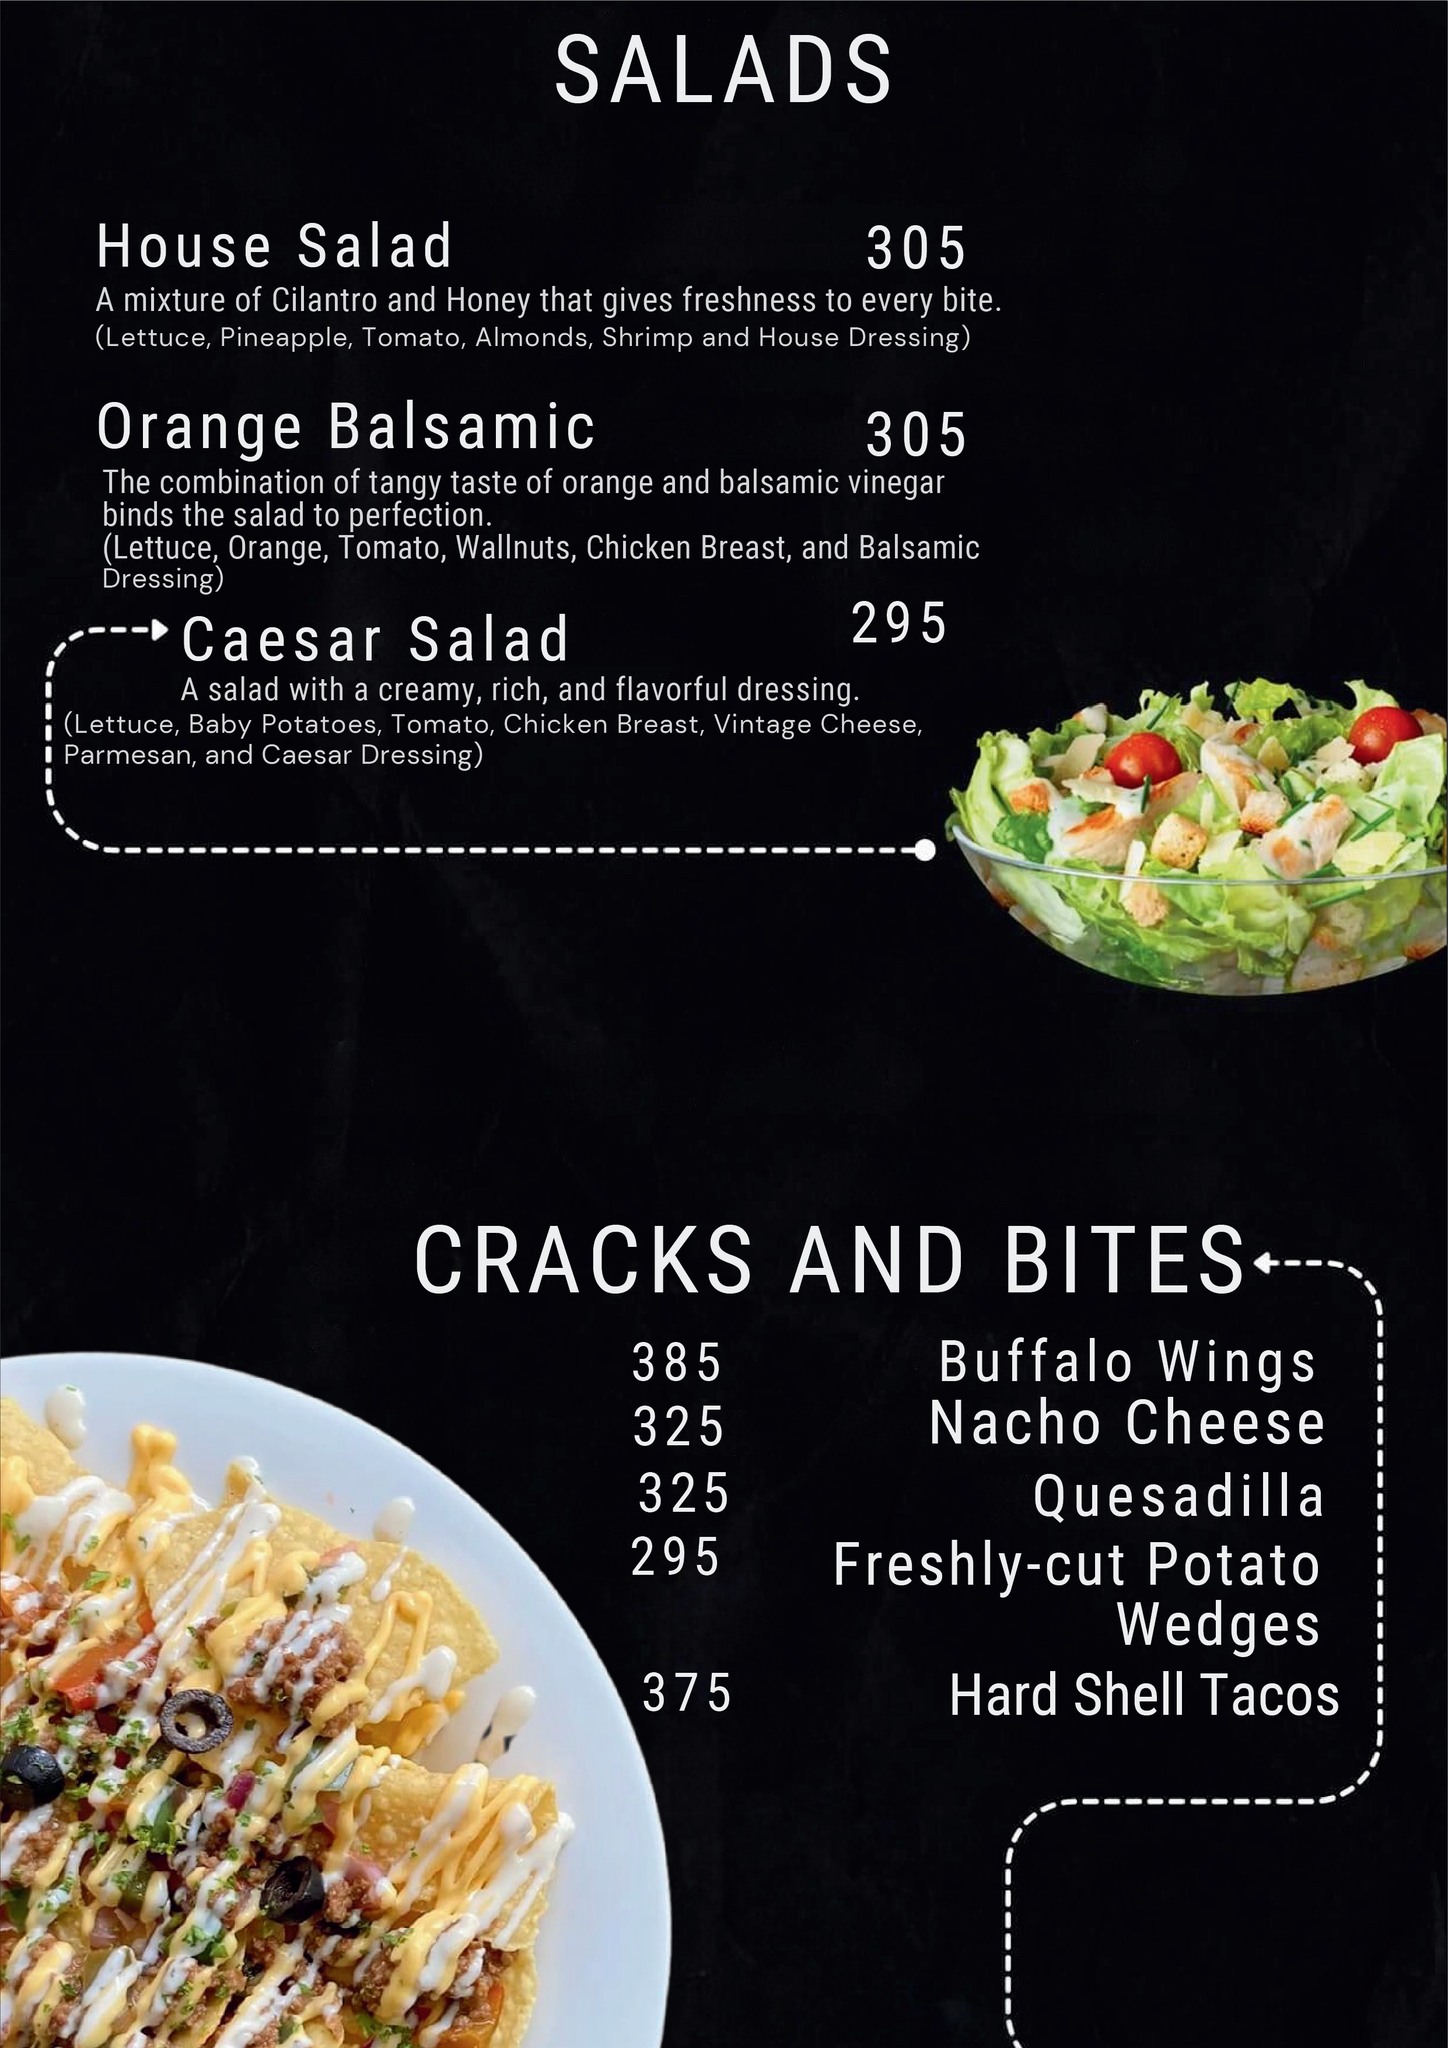 SALADS
House Salad 305
A mixture of Cilantro and Honey that gives freshness to every bite.
(Lettuce, Pineapple, Tomato, Almonds, Shrimp and House Dressing)
Orange Balsamic 305
The combination of tangy taste of orange and balsamic vinegar
binds the salad to perfection.
(Lettuce, Orange, Tomato, Wallnuts, Chicken Breast, and Balsamic
Dressing)
Caesar Salad 295
A salad with a creamy, rich, and flavorful dressing.
(Lettuce, Baby Potatoes, Tomato, Chicken Breast, Vintage Cheese,
Parmesan, and Caesar Dressing)
CRACKS AND BITES
385 Buffalo Wings
325 Nacho Cheese
325 Quesadilla
295 Freshly-cut Potato
Wedges
375 Hard Shell Tacos